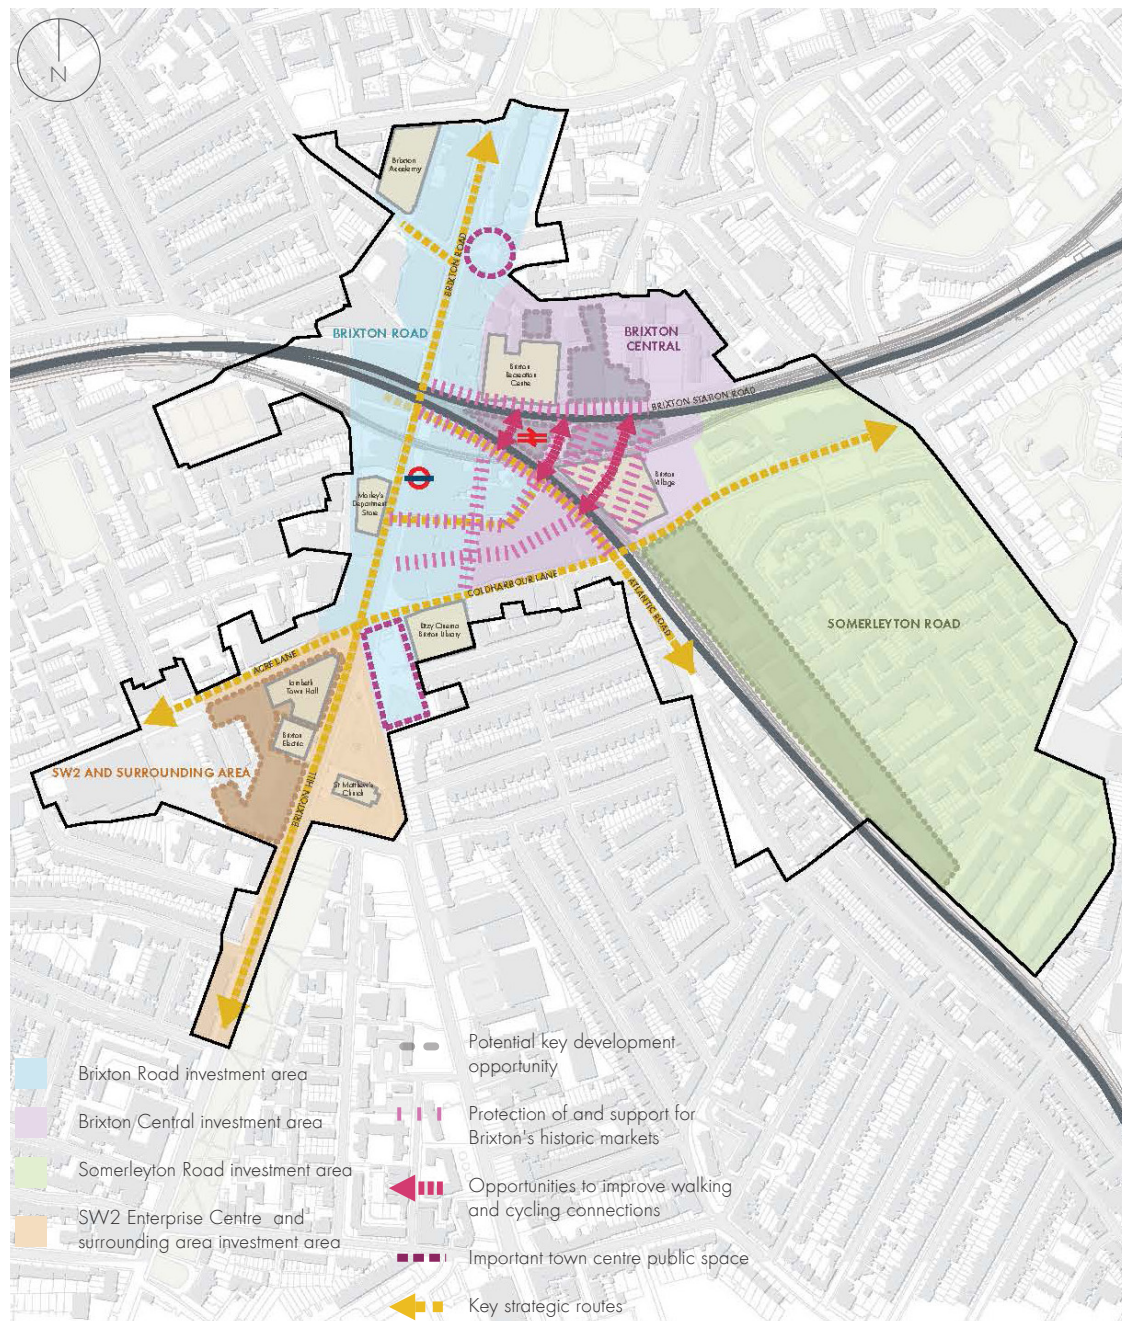 N
Brixton
Academy
BRIXTON ROAD
BRIXTON ROAD
BRIXTON
CENTRAL
Brixton
Recreation
Centre
BRIXTON STATION ROAD
Brixton
Village
Morley's
Department
Store
COLDHARBOUR LANE
ATLANTIC ROAD
SOMERLEYTON ROAD
Ritzy Cinema
Brixton Library
ACRE LANE
Lambeth
Town Hall
Brixton
Electric
SW2 AND SURROUNDING AREA
BRIXTON HILL
St Matthew's
Church
Brixton Road investment area
Brixton Central investment area
Somerleyton Road investment area
SW2 Enterprise Centre and
surrounding area investment area
Potential key development
opportunity
Protection of and support for
Brixton's historic markets
Opportunities to improve walking
and cycling connections
Important town centre public space
Key strategic routes